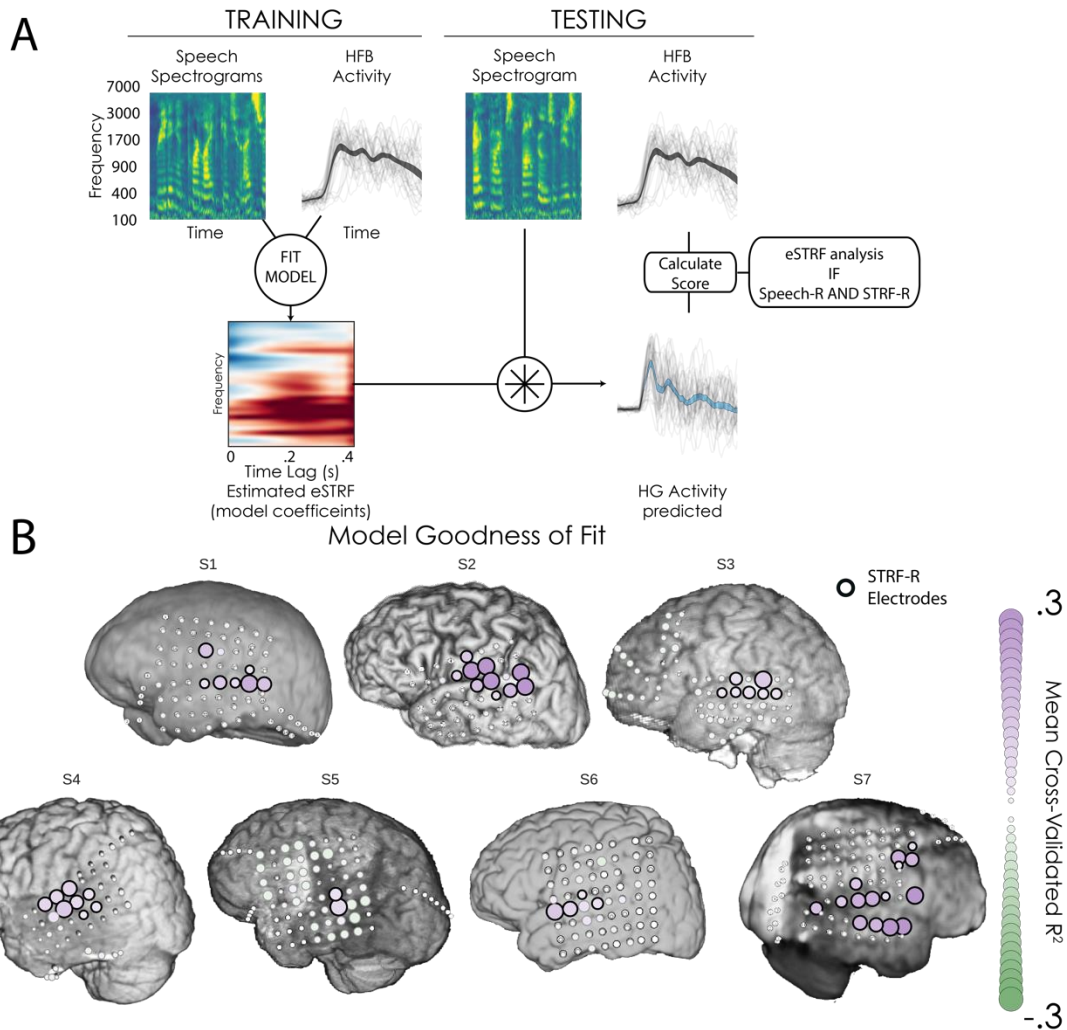 A
TRAINING
TESTING
Speech
Spectrograms
HFB
Activity
Speech
Spectrogram
HFB
Activity
Frequency
7000
3000
1700
900
400
100
Time
Time
FIT
MODEL
Calculate
Score
eSTRF analysis
IF
Speech-R AND STRF-R
Frequency
0
.2
.4
Time Lag (s)
Estimated eSTRF
(model coefficeints)
HG Activity
predicted
B
Model Goodness of Fit
S1
S2
S3
STRF-R
Electrodes
.3
Mean Cross-Validated R²
-.3
S4
S5
S6
S7